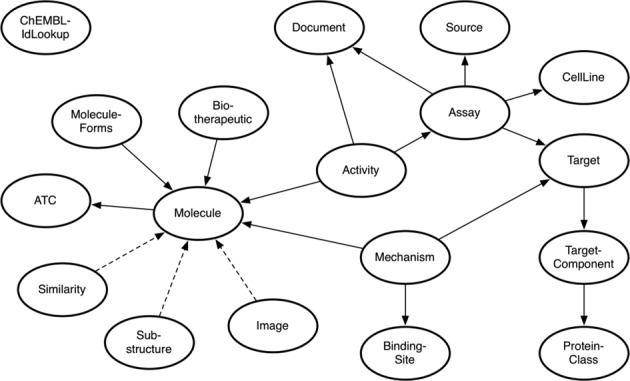 ChEMBL-
IdLookup
Document
Source
CellLine
Molecule-
Forms
Bio-
therapeutic
Assay
Activity
Target
ATC
Molecule
Mechanism
Target-
Component
Similarity
Sub-
structure
Image
Binding-
Site
Protein-
Class